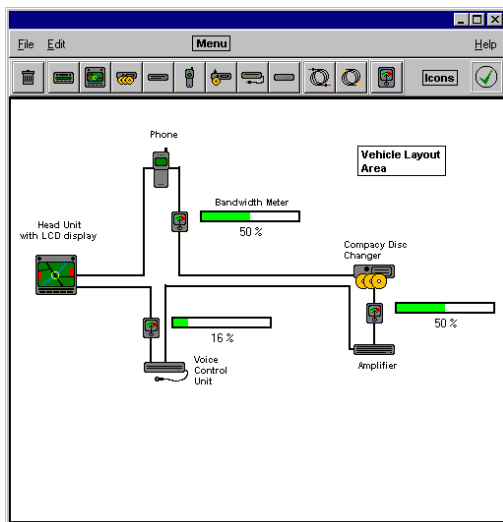 File Edit Menu Help
Icons
Phone
Vehicle Layout
Area
Bandwidth Meter
50 %
Head Unit
with LCD display
Compacy Disc
Changer
50 %
16 %
Voice
Control
Unit
Amplifier